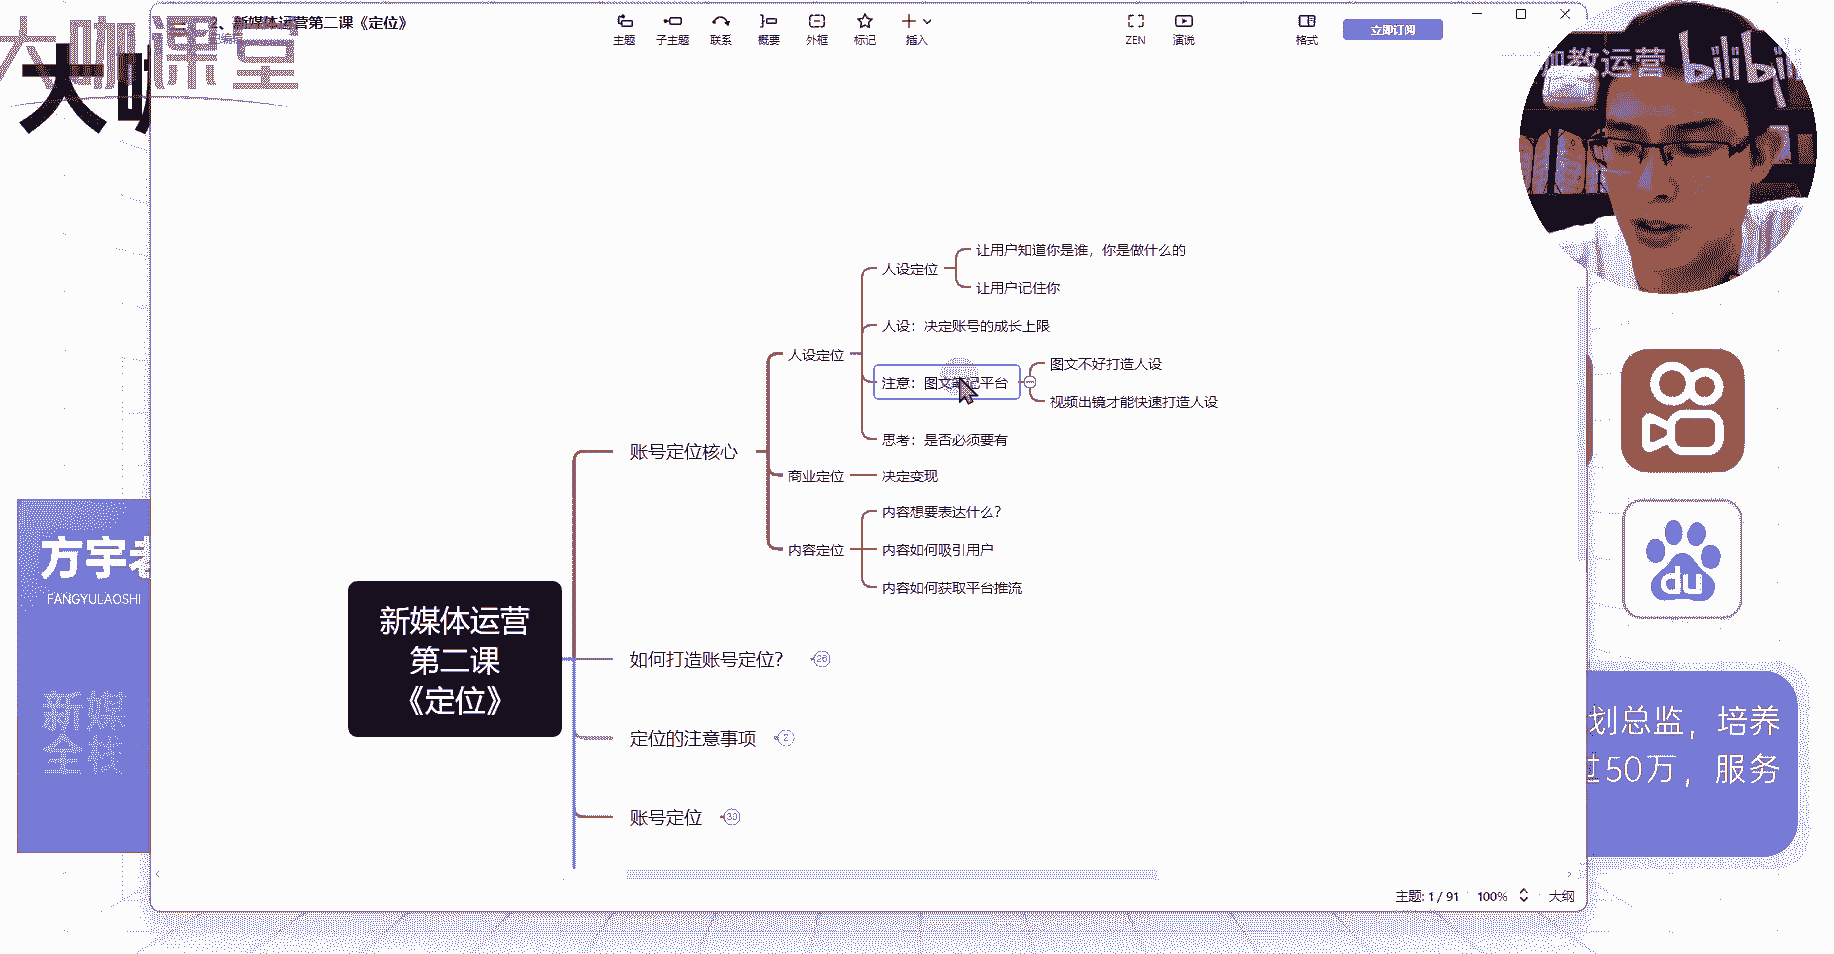 2、新媒体运营第二课《定位》
已编辑
大咖课堂
主题
子主题
联系
概要
外框
标记
插入
ZEN
演说
格式
立即订阅
咖教运营
bilibili
让用户知道你是谁，你是做什么的
人设定位
让用户记住你
人设：决定账号的成长上限
人设定位
图文不好打造人设
注意：图文笔记平台
视频出镜才能快速打造人设
思考：是否必须要有
账号定位核心
商业定位
决定变现
内容想要表达什么？
内容定位
内容如何吸引用户
内容如何获取平台推流
新媒体运营
第二课
《定位》
如何打造账号定位？
26
定位的注意事项
2
账号定位
30
方宇老
FANGYULAOSHI
新媒
全栈
du
划总监，培养
过50万，服务
主题: 1 / 91
100%
大纲